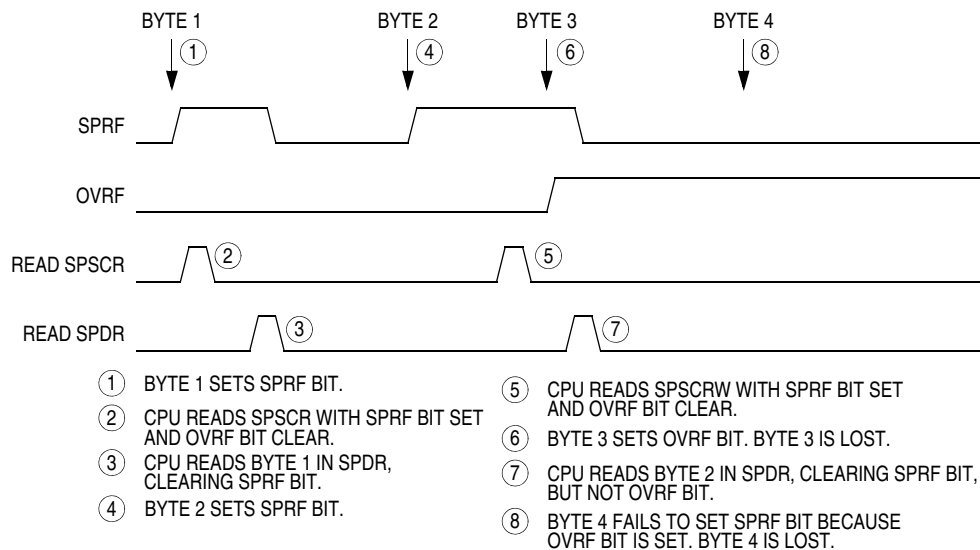 BYTE 1 BYTE 2 BYTE 3 BYTE 4
1 4 6 8
SPRF
OVRF
READ SPSCR 2 5
READ SPDR 3 7
1 BYTE 1 SETS SPRF BIT.
2 CPU READS SPSCR WITH SPRF BIT SET
AND OVRF BIT CLEAR.
3 CPU READS BYTE 1 IN SPDR,
CLEARING SPRF BIT.
4 BYTE 2 SETS SPRF BIT.
5 CPU READS SPSCRW WITH SPRF BIT SET
AND OVRF BIT CLEAR.
6 BYTE 3 SETS OVRF BIT. BYTE 3 IS LOST.
7 CPU READS BYTE 2 IN SPDR, CLEARING SPRF BIT,
BUT NOT OVRF BIT.
8 BYTE 4 FAILS TO SET SPRF BIT BECAUSE
OVRF BIT IS SET. BYTE 4 IS LOST.